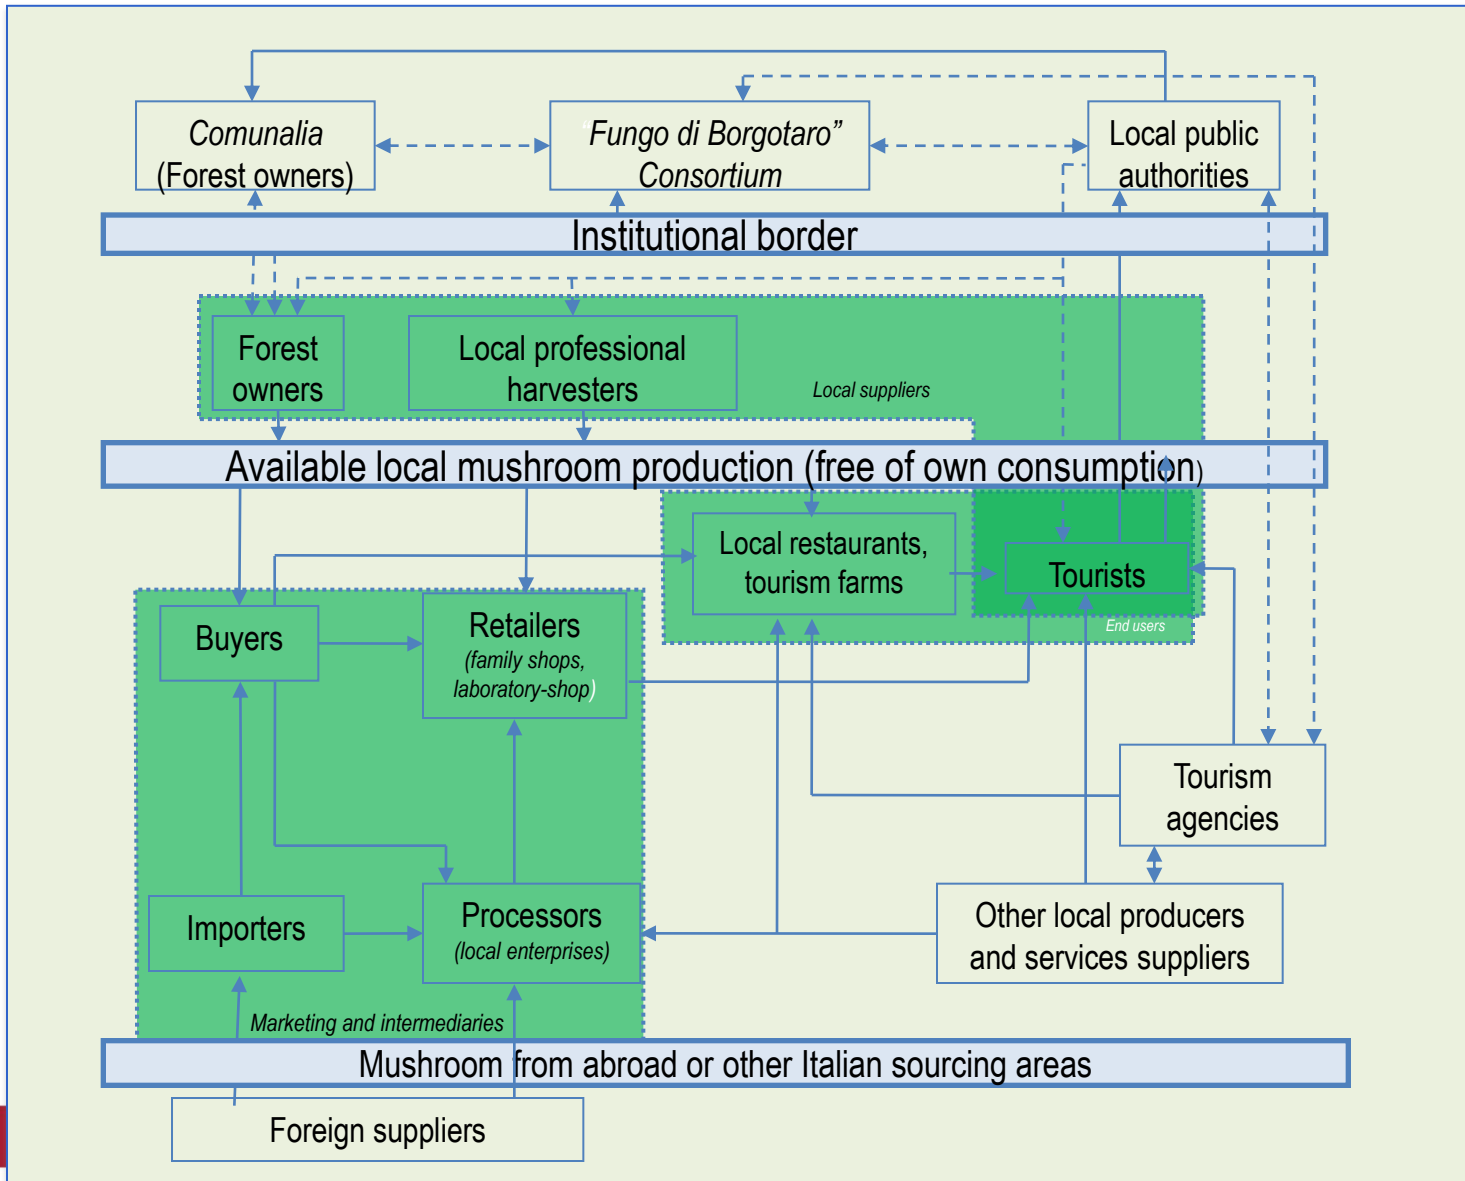 Comunalia
(Forest owners)
“Fungo di Borgotaro”
Consortium
Local public
authorities
Institutional border
Forest
owners
Local professional
harvesters
Local suppliers
Available local mushroom production (free of own consumption)
Local restaurants,
tourism farms
Tourists
End users
Buyers
Retailers
(family shops,
laboratory-shop)
Tourism
agencies
Importers
Processors
(local enterprises)
Other local producers
and services suppliers
Marketing and intermediaries
Mushroom from abroad or other Italian sourcing areas
Foreign suppliers